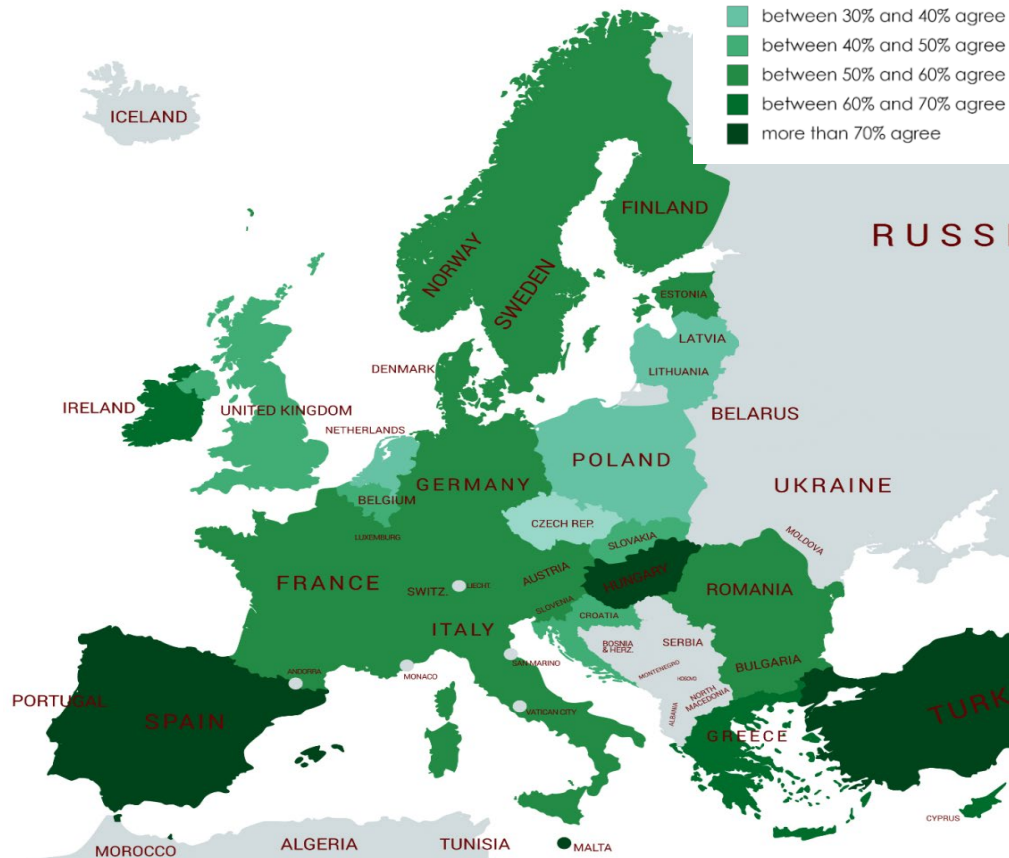 between 30% and 40% agree
between 40% and 50% agree
between 50% and 60% agree
between 60% and 70% agree
more than 70% agree
ICELAND
FINLAND
RUSSI
NORWAY
SWEDEN
ESTONIA
LATVIA
DENMARK
LITHUANIA
IRELAND
UNITED KINGDOM
BELARUS
NETHERLANDS
POLAND
GERMANY
UKRAINE
BELGIUM
CZECH REP.
LUXEMBURG
SLOVAKIA
MOLDOVA
AUSTRIA
HUNGARY
FRANCE
SWITZ.
LIECHT.
ROMANIA
SLOVENIA
CROATIA
ITALY
BOSNIA
& HERZ.
SERBIA
SAN MARINO
MONTENEGRO
BULGARIA
ANDORRA
MONACO
KOSOVO
NORTH
MACEDONIA
PORTUGAL
SPAIN
VATICAN CITY
ALBANIA
TURK
GREECE
CYPRUS
MOROCCO
ALGERIA
TUNISIA
MALTA